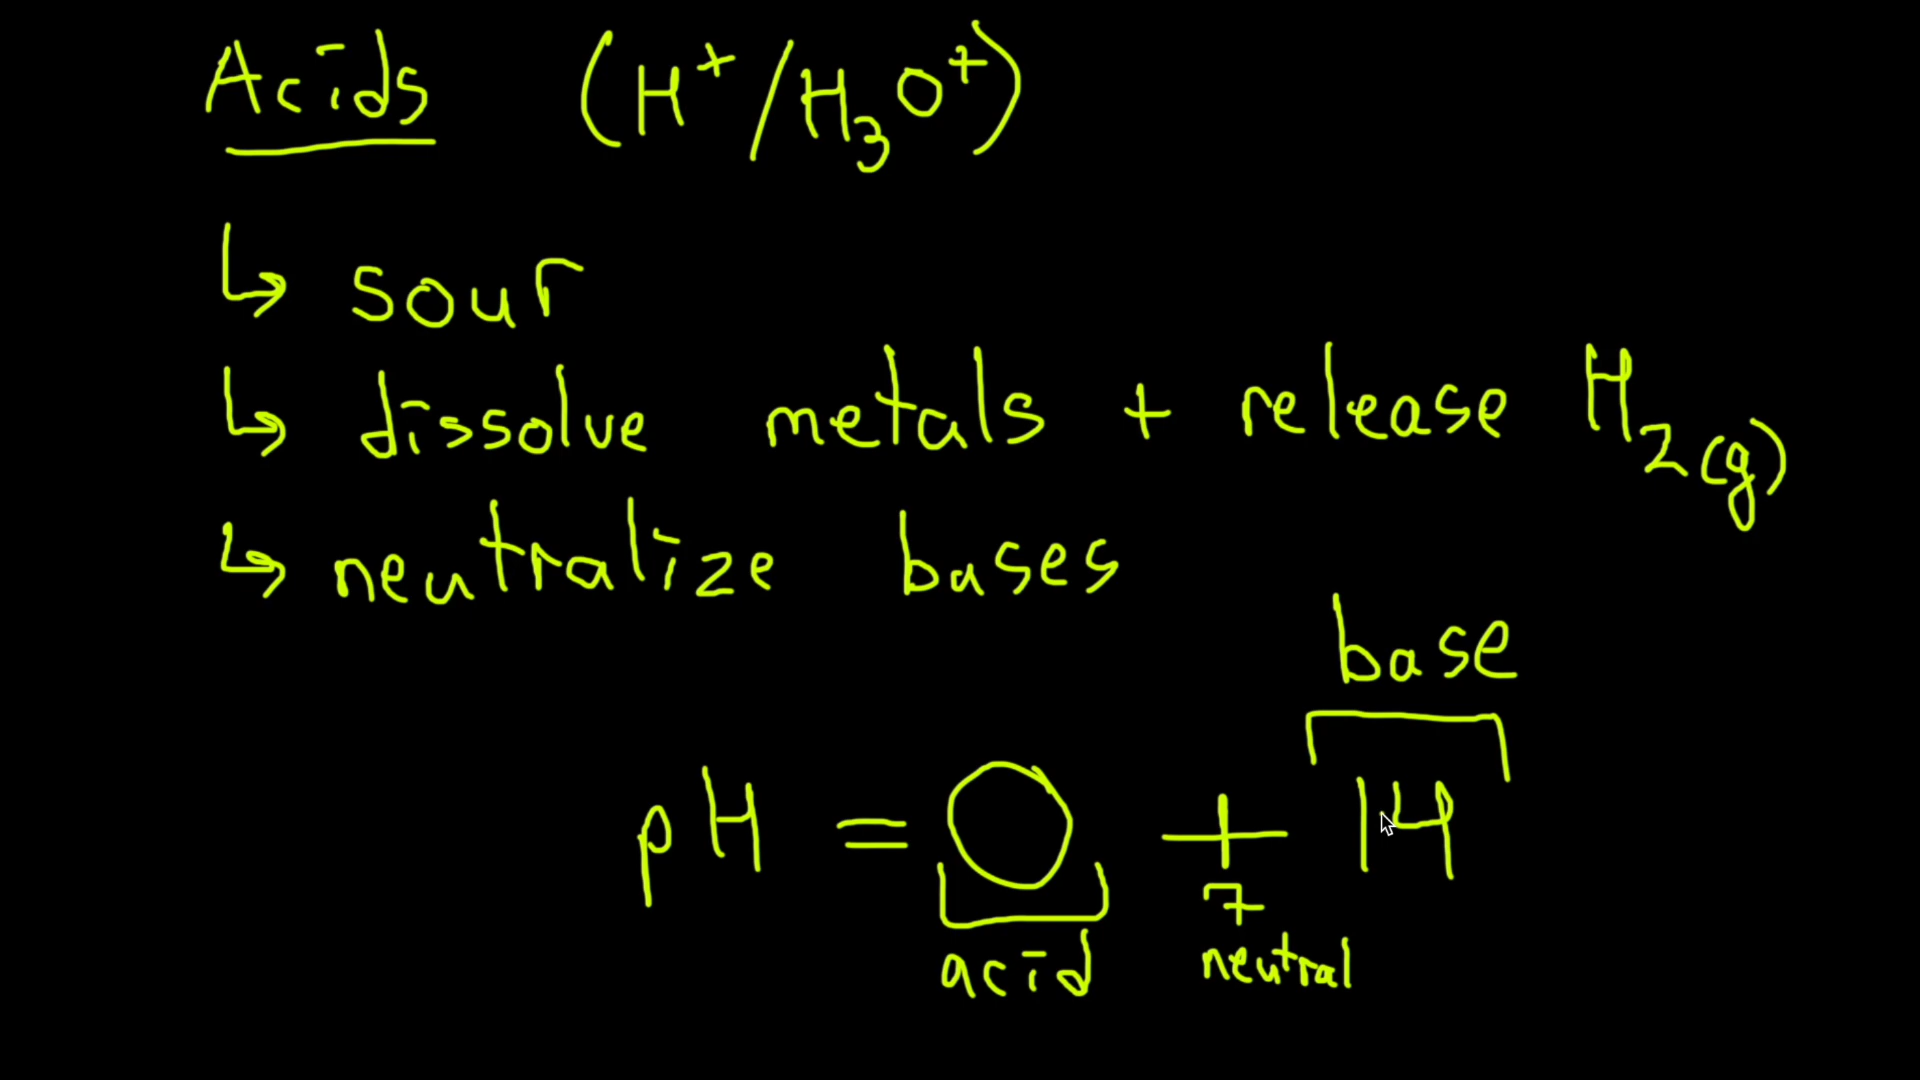 Acids (H⁺/H₃O⁺)
↳ sour
↳ dissolve metals + release H₂(g)
↳ neutralize bases
base
pH = 0 + 14
7
acid neutral